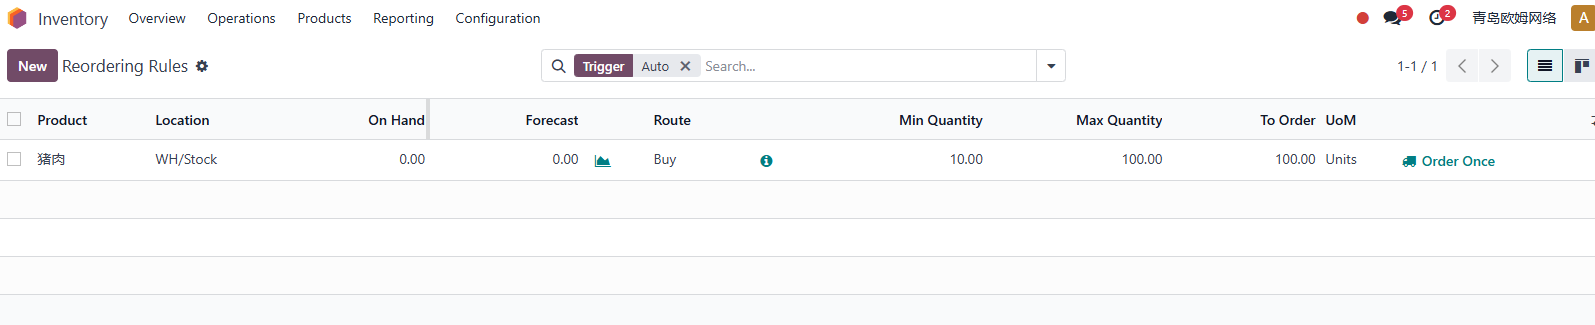 Inventory Overview Operations Products Reporting Configuration 5 2 青岛欧姆网络 A
New Reordering Rules Trigger Auto Search... 1-1 / 1
Product Location On Hand Forecast Route Min Quantity Max Quantity To Order UoM
猪肉 WH/Stock 0.00 0.00 Buy 10.00 100.00 100.00 Units Order Once